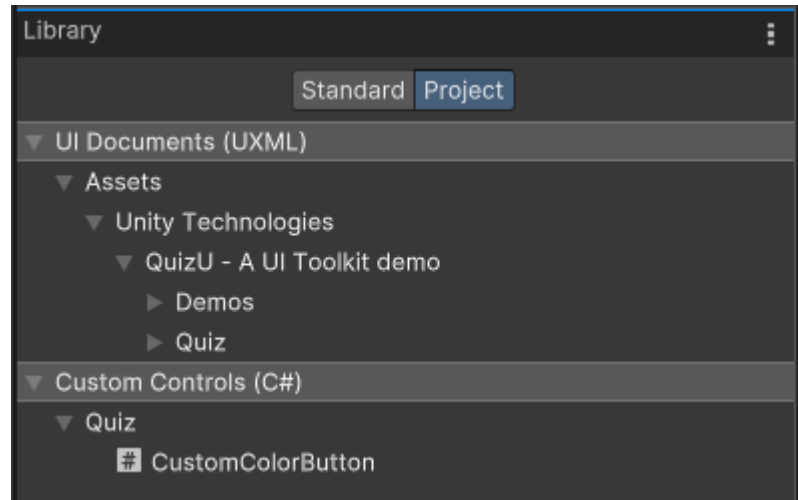 Library
Standard Project
UI Documents (UXML)
Assets
Unity Technologies
QuizU - A UI Toolkit demo
Demos
Quiz
Custom Controls (C#)
Quiz
# CustomColorButton